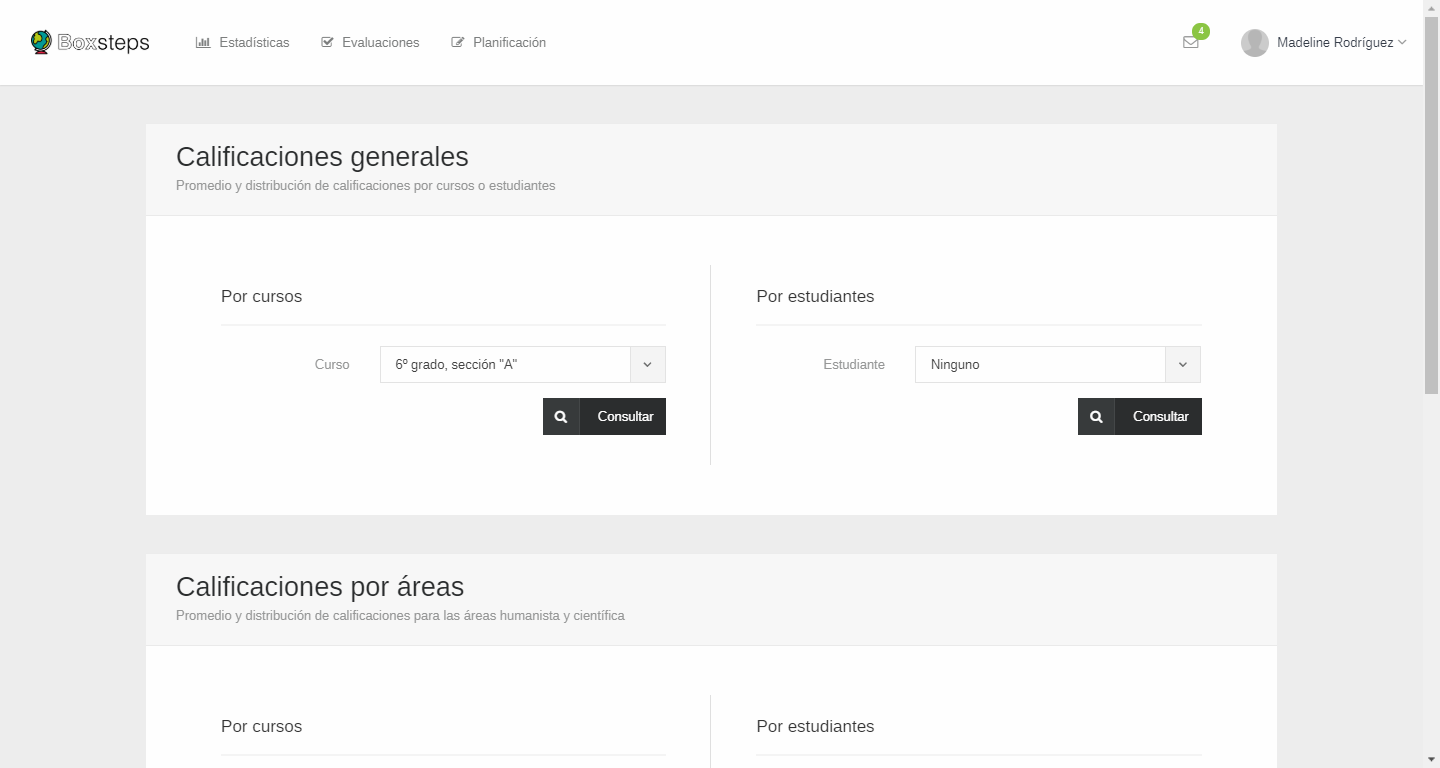 Boxsteps
Estadísticas
Evaluaciones
Planificación
4
Madeline Rodríguez
Calificaciones generales
Promedio y distribución de calificaciones por cursos o estudiantes
Por cursos
Curso
6º grado, sección "A"
Consultar
Por estudiantes
Estudiante
Ninguno
Consultar
Calificaciones por áreas
Promedio y distribución de calificaciones para las áreas humanista y científica
Por cursos
Por estudiantes